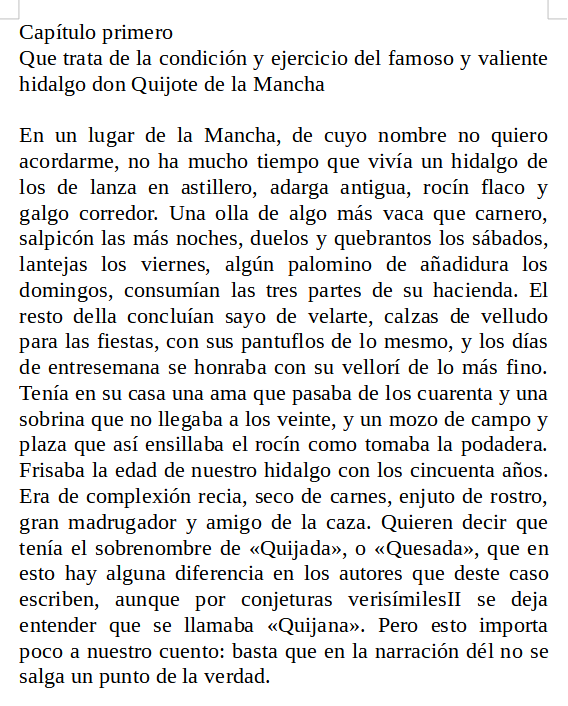 Capítulo primero
Que trata de la condición y ejercicio del famoso y valiente
hidalgo don Quijote de la Mancha
En un lugar de la Mancha, de cuyo nombre no quiero
acordarme, no ha mucho tiempo que vivía un hidalgo de
los de lanza en astillero, adarga antigua, rocín flaco y
galgo corredor. Una olla de algo más vaca que carnero,
salpicón las más noches, duelos y quebrantos los sábados,
lantejas los viernes, algún palomino de añadidura los
domingos, consumían las tres partes de su hacienda. El
resto della concluían sayo de velarte, calzas de velludo
para las fiestas, con sus pantuflos de lo mesmo, y los días
de entresemana se honraba con su vellorí de lo más fino.
Tenía en su casa una ama que pasaba de los cuarenta y una
sobrina que no llegaba a los veinte, y un mozo de campo y
plaza que así ensillaba el rocín como tomaba la podadera.
Frisaba la edad de nuestro hidalgo con los cincuenta años.
Era de complexión recia, seco de carnes, enjuto de rostro,
gran madrugador y amigo de la caza. Quieren decir que
tenía el sobrenombre de «Quijada», o «Quesada», que en
esto hay alguna diferencia en los autores que deste caso
escriben, aunque por conjeturas verisímilesII se deja
entender que se llamaba «Quijana». Pero esto importa
poco a nuestro cuento: basta que en la narración dél no se
salga un punto de la verdad.